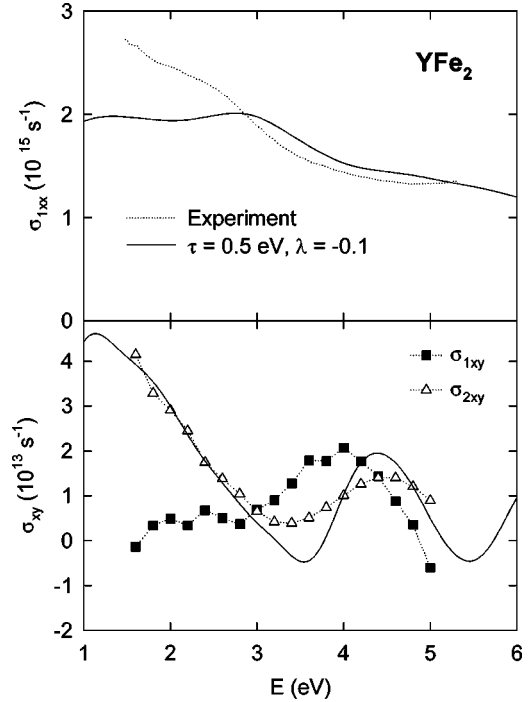 YFe2
σ1xx (10 15 s-1)
3
2
1
0
Experiment
τ = 0.5 eV, λ = -0.1
σxy (10 13 s-1)
4
3
2
1
0
-1
-2
σ1xy
σ2xy
1 2 3 4 5 6
E (eV)